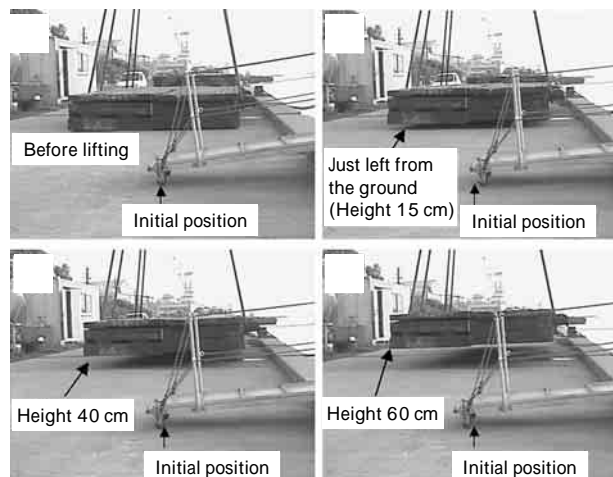 Before lifting
Initial position
Just left from
the ground
(Height 15 cm)
Initial position
Height 40 cm
Initial position
Height 60 cm
Initial position